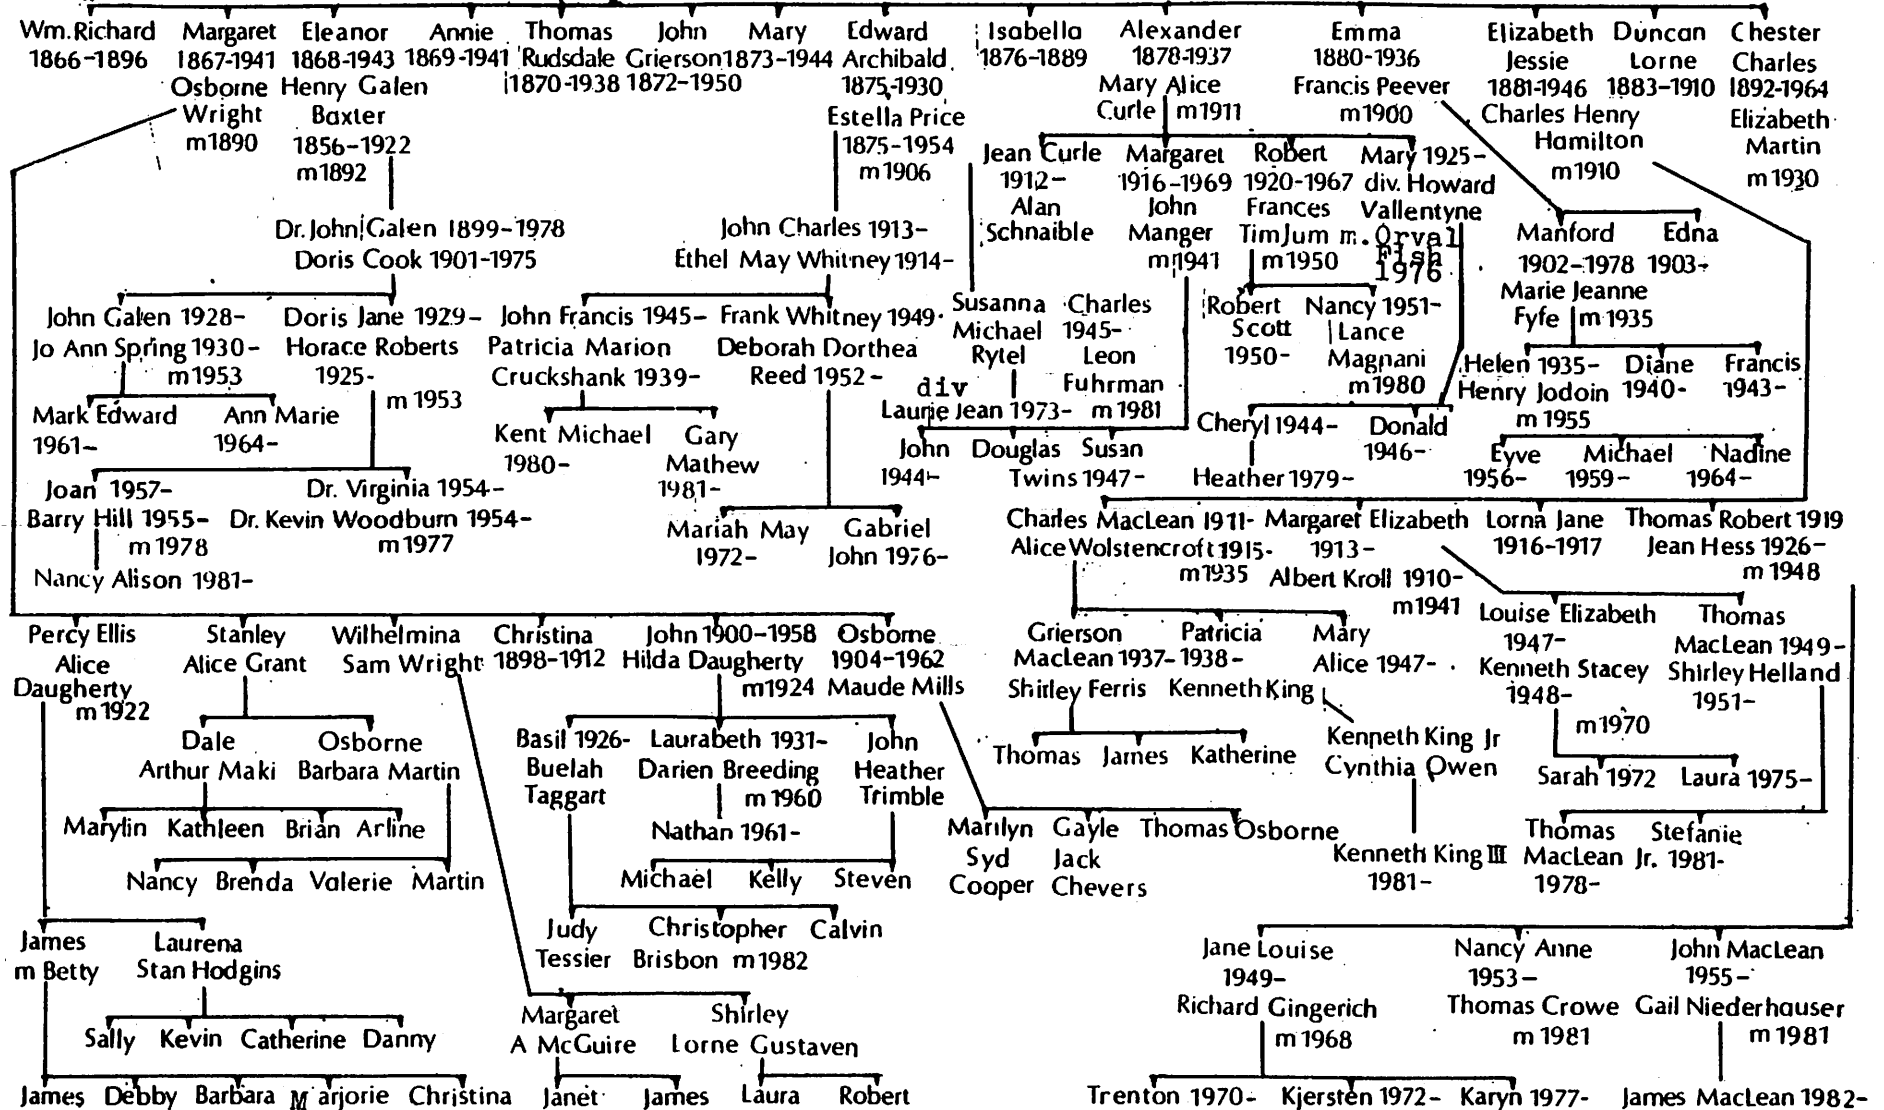 Wm. Richard
1866-1896
Margaret
1867-1941
Osborne
Wright
m1890
Eleanor
1868-1943
Henry Galen
Baxter
1856-1922
m1892
Annie
1869-1941
Thomas
Rudsdale
1870-1938
John
Grierson
1872-1950
Mary
1873-1944
Edward
Archibald
1875-1930
Estella Price
1875-1954
m1906
Isabella
1876-1889
Alexander
1878-1937
Mary Alice
Curle m1911
Emma
1880-1936
Francis Peever
m1900
Elizabeth
Jessie
1881-1946
Charles Henry
Hamilton
m1910
Duncan
Lorne
1883-1910
Chester
Charles
1892-1964
Elizabeth
Martin
m1930
Jean Curle
1912-
Alan
Schnaible
Margaret
1916-1969
John
Manger
m1941
Robert
1920-1967
Frances
TimJum
m1950
Mary 1925-
div. Howard
Vallentyne
m. Orval
Fish
1976
Dr. John Galen 1899-1978
Doris Cook 1901-1975
John Charles 1913-
Ethel May Whitney 1914-
Manford
1902-1978
Marie Jeanne
Fyfe m1935
Edna
1903-
John Galen 1928-
Jo Ann Spring 1930-
m1953
Doris Jane 1929-
Horace Roberts
1925-
m1953
John Francis 1945-
Patricia Marion
Cruckshank 1939-
Frank Whitney 1949-
Deborah Dorthea
Reed 1952-
Susanna
Michael
Rytel
div
Laurie Jean 1973-
Charles
1945-
Leon
Fuhrman
m1981
Robert
Scott
1950-
Nancy 1951-
Lance
Magnani
m1980
Helen 1935-
Henry Jodoin
m1955
Diane
1940-
Francis
1943-
Mark Edward
1961-
Ann Marie
1964-
Kent Michael
1980-
Gary
Mathew
1981-
John
1944-
Douglas Susan
Twins 1947-
Cheryl 1944-
Donald
1946-
Heather 1979-
Eyve
1956-
Michael
1959-
Nadine
1964-
Joan 1957-
Barry Hill 1955-
m1978
Nancy Alison 1981-
Dr. Virginia 1954-
Dr. Kevin Woodburn 1954-
m1977
Mariah May
1972-
Gabriel
John 1976-
Charles MacLean 1911-
Alice Wolstencroft 1915-
m1935
Margaret Elizabeth
1913-
Albert Kroll 1910-
m1941
Lorna Jane
1916-1917
Thomas Robert 1919
Jean Hess 1926-
m1948
Percy Ellis
Alice
Daugherty
m1922
Stanley
Alice Grant
Wilhelmina
Sam Wright
Christina
1898-1912
John 1900-1958
Hilda Daugherty
m1924
Osborne
1904-1962
Maude Mills
Grierson
MacLean 1937-
Shirley Ferris
Patricia
1938-
Kenneth King
Mary
Alice 1947-
Louise Elizabeth
1947-
Kenneth Stacey
1948-
m1970
Thomas
MacLean 1949-
Shirley Helland
1951-
Dale
Arthur Maki
Osborne
Barbara Martin
Basil 1926-
Buelah
Taggart
Laurabeth 1931-
Darien Breeding
m1960
Nathan 1961-
John
Heather
Trimble
Thomas James Katherine
Kenneth King Jr
Cynthia Owen
Sarah 1972 Laura 1975-
Marylin Kathleen Brian Arline
Marilyn
Syd
Cooper
Gayle
Jack
Chevers
Thomas Osborne
Kenneth King III
1981-
Thomas
MacLean Jr.
1978-
Stefanie
1981-
Nancy Brenda Valerie Martin
Michael Kelly Steven
Judy
Tessier
Christopher
Brisbon m1982
Calvin
James
m Betty
Laurena
Stan Hodgins
Jane Louise
1949-
Richard Gingerich
m1968
Nancy Anne
1953-
Thomas Crowe
m1981
John MacLean
1955-
Gail Niederhauser
m1981
Margaret
A McGuire
Shirley
Lorne Gustaven
Sally Kevin Catherine Danny
James Debby Barbara Marjorie Christina
Janet James Laura Robert
Trenton 1970- Kjersten 1972- Karyn 1977- James MacLean 1982-